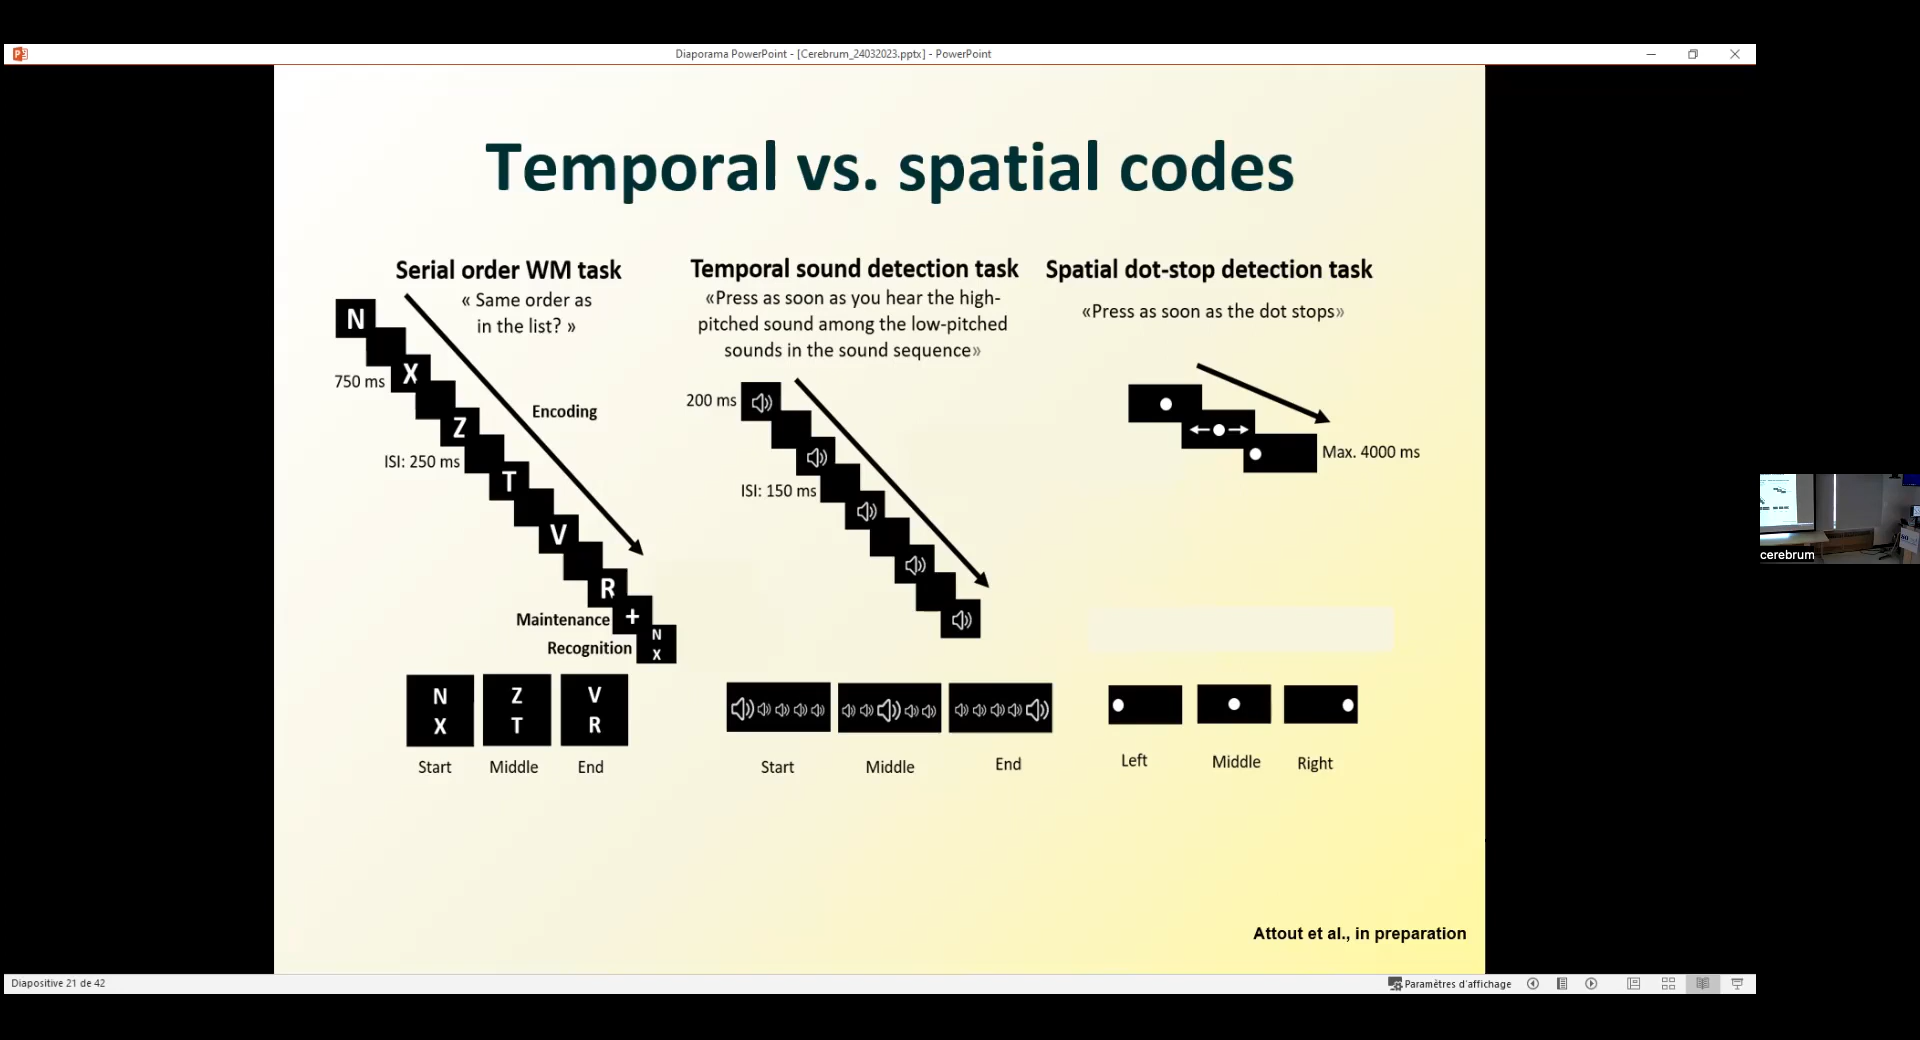 Diaporama PowerPoint - [Cerebrum_24032023.pptx] - PowerPoint
Temporal vs. spatial codes
Serial order WM task
« Same order as
in the list? »
N
X
750 ms
Z
ISI: 250 ms
T
V
R
Encoding
Maintenance
+
Recognition
N
X
N
X
Z
T
V
R
Start
Middle
End
Temporal sound detection task
«Press as soon as you hear the high-
pitched sound among the low-pitched
sounds in the sound sequence»
200 ms
ISI: 150 ms
Start
Middle
End
Spatial dot-stop detection task
«Press as soon as the dot stops»
Max. 4000 ms
Left
Middle
Right
Attout et al., in preparation
cerebrum
Diapositive 21 de 42
Paramètres d'affichage